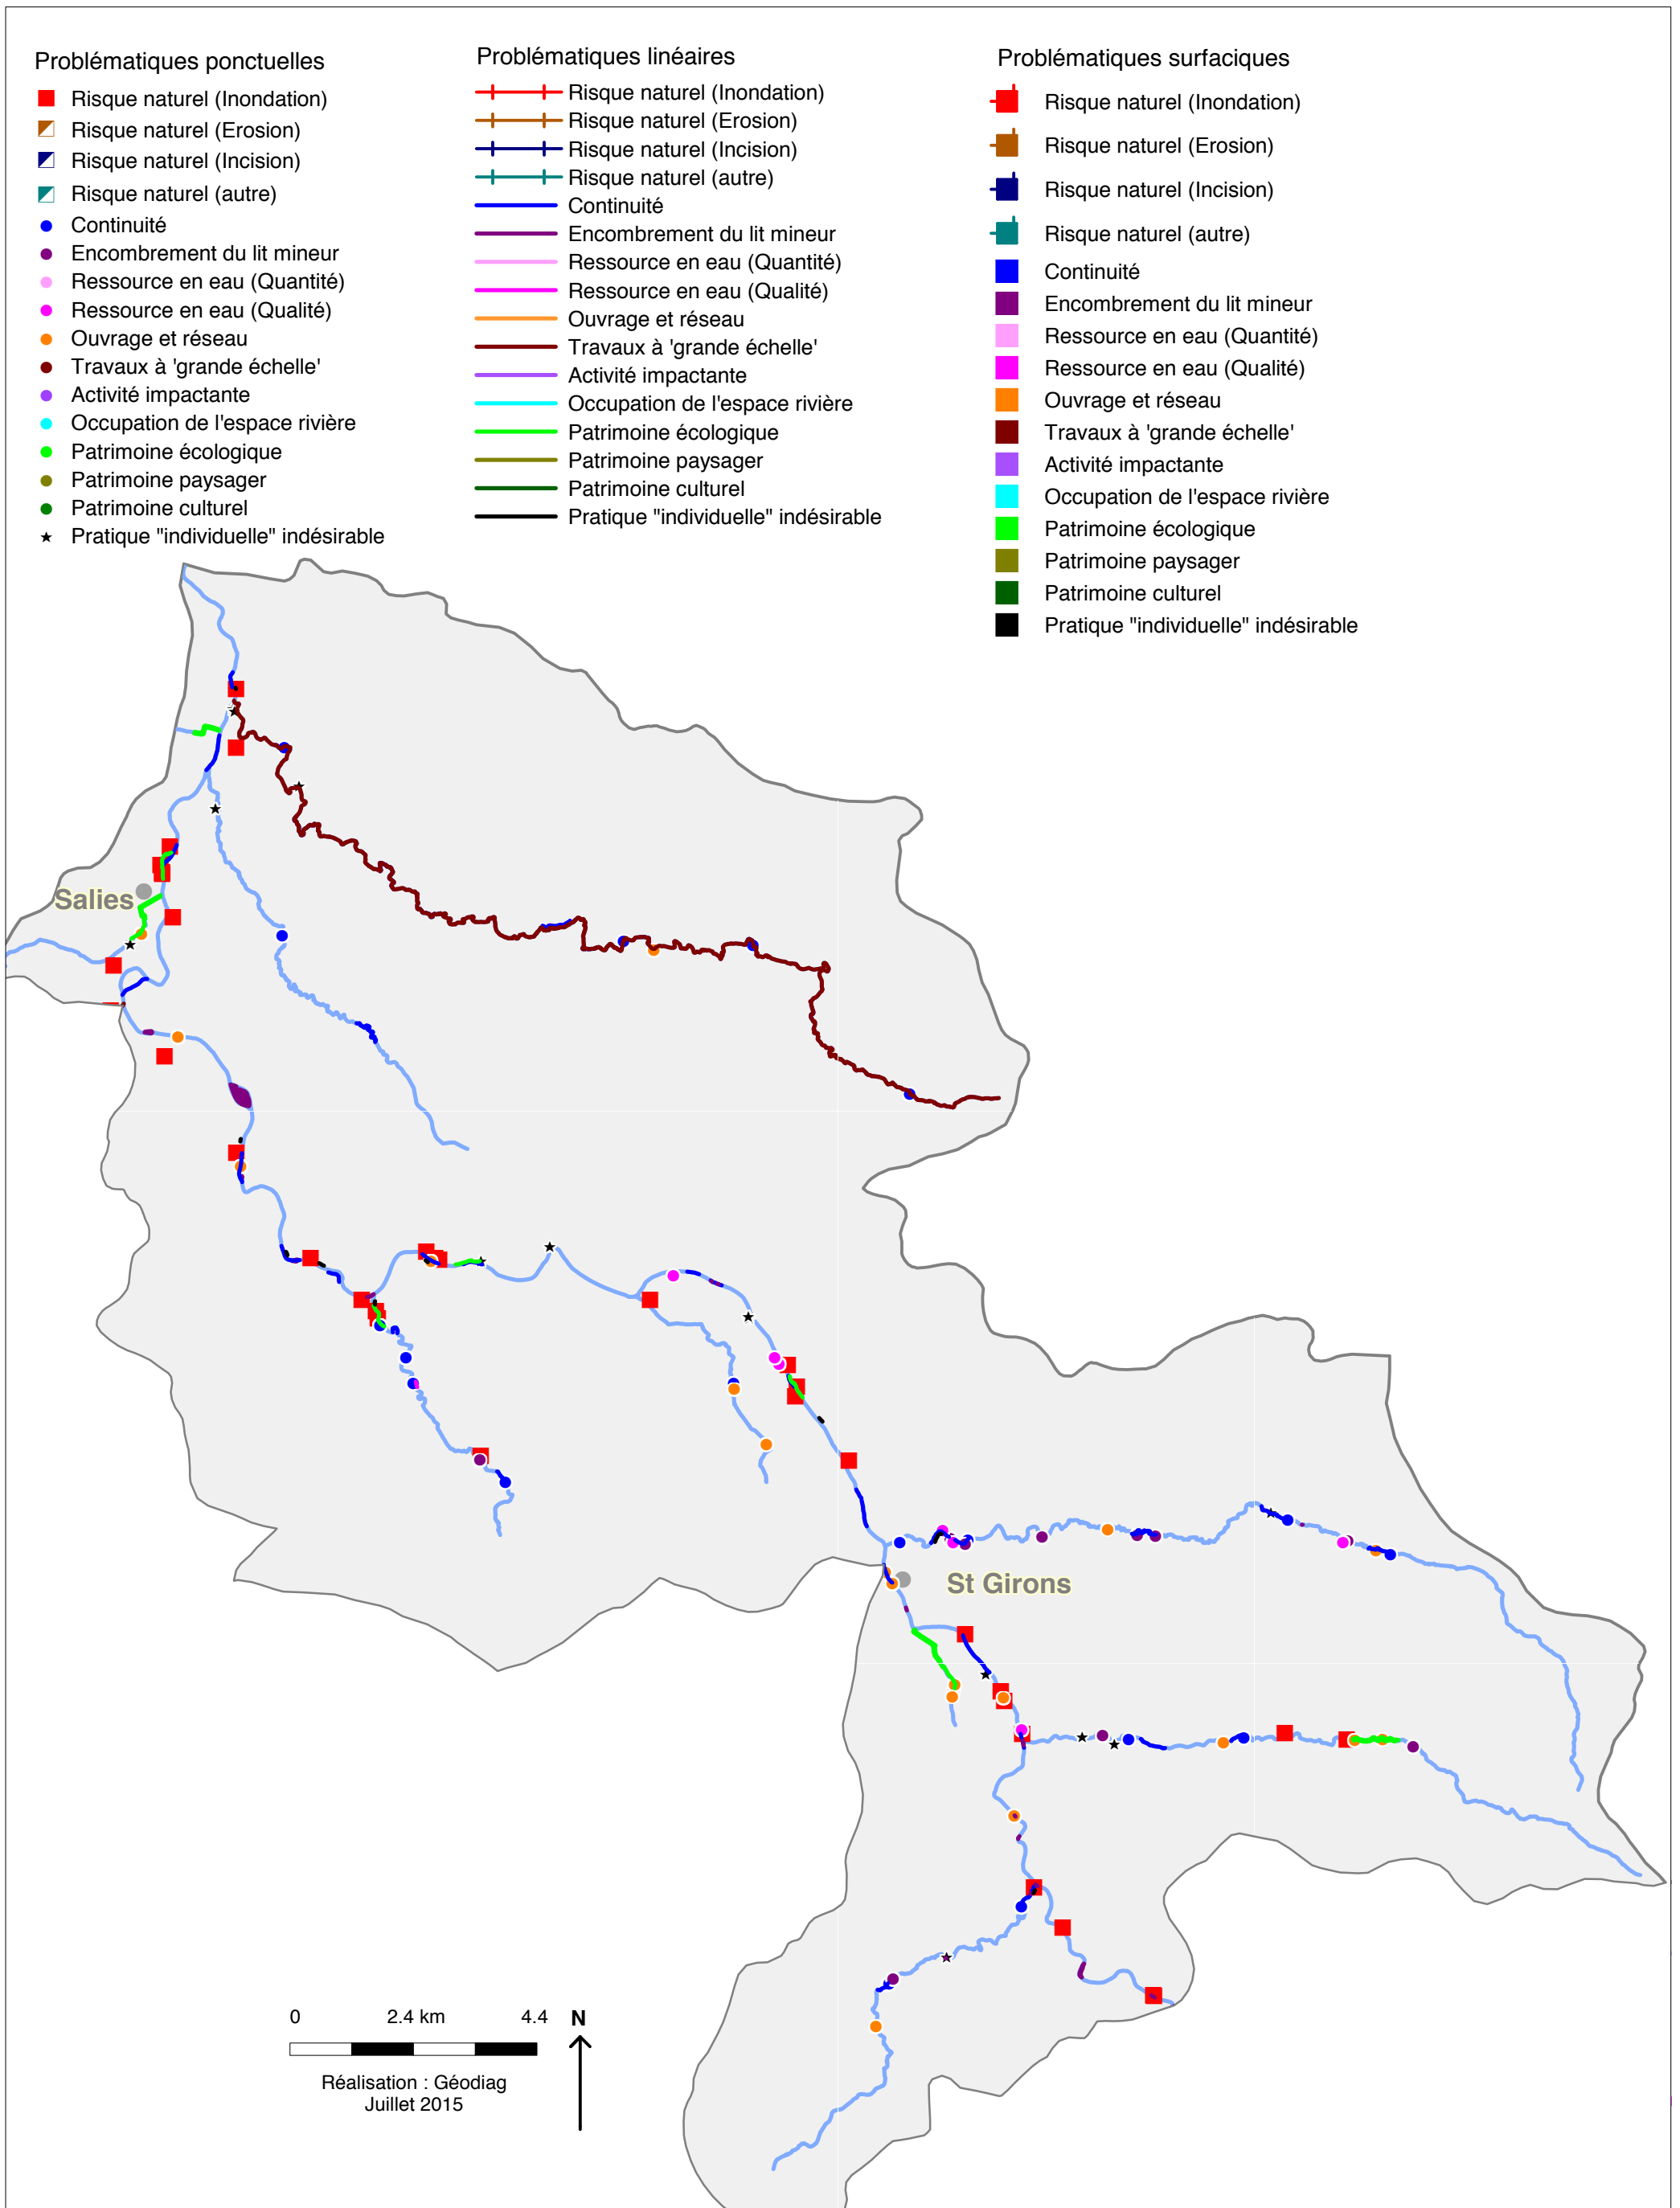 Problématiques ponctuelles
Risque naturel (Inondation)
Risque naturel (Erosion)
Risque naturel (Incision)
Risque naturel (autre)
Continuité
Encombrement du lit mineur
Ressource en eau (Quantité)
Ressource en eau (Qualité)
Ouvrage et réseau
Travaux à 'grande échelle'
Activité impactante
Occupation de l'espace rivière
Patrimoine écologique
Patrimoine paysager
Patrimoine culturel
Pratique "individuelle" indésirable
Problématiques linéaires
Risque naturel (Inondation)
Risque naturel (Erosion)
Risque naturel (Incision)
Risque naturel (autre)
Continuité
Encombrement du lit mineur
Ressource en eau (Quantité)
Ressource en eau (Qualité)
Ouvrage et réseau
Travaux à 'grande échelle'
Activité impactante
Occupation de l'espace rivière
Patrimoine écologique
Patrimoine paysager
Patrimoine culturel
Pratique "individuelle" indésirable
Problématiques surfaciques
Risque naturel (Inondation)
Risque naturel (Erosion)
Risque naturel (Incision)
Risque naturel (autre)
Continuité
Encombrement du lit mineur
Ressource en eau (Quantité)
Ressource en eau (Qualité)
Ouvrage et réseau
Travaux à 'grande échelle'
Activité impactante
Occupation de l'espace rivière
Patrimoine écologique
Patrimoine paysager
Patrimoine culturel
Pratique "individuelle" indésirable
Salies
St Girons
0 2.4 km 4.4
N
Réalisation : Géodiag
Juillet 2015